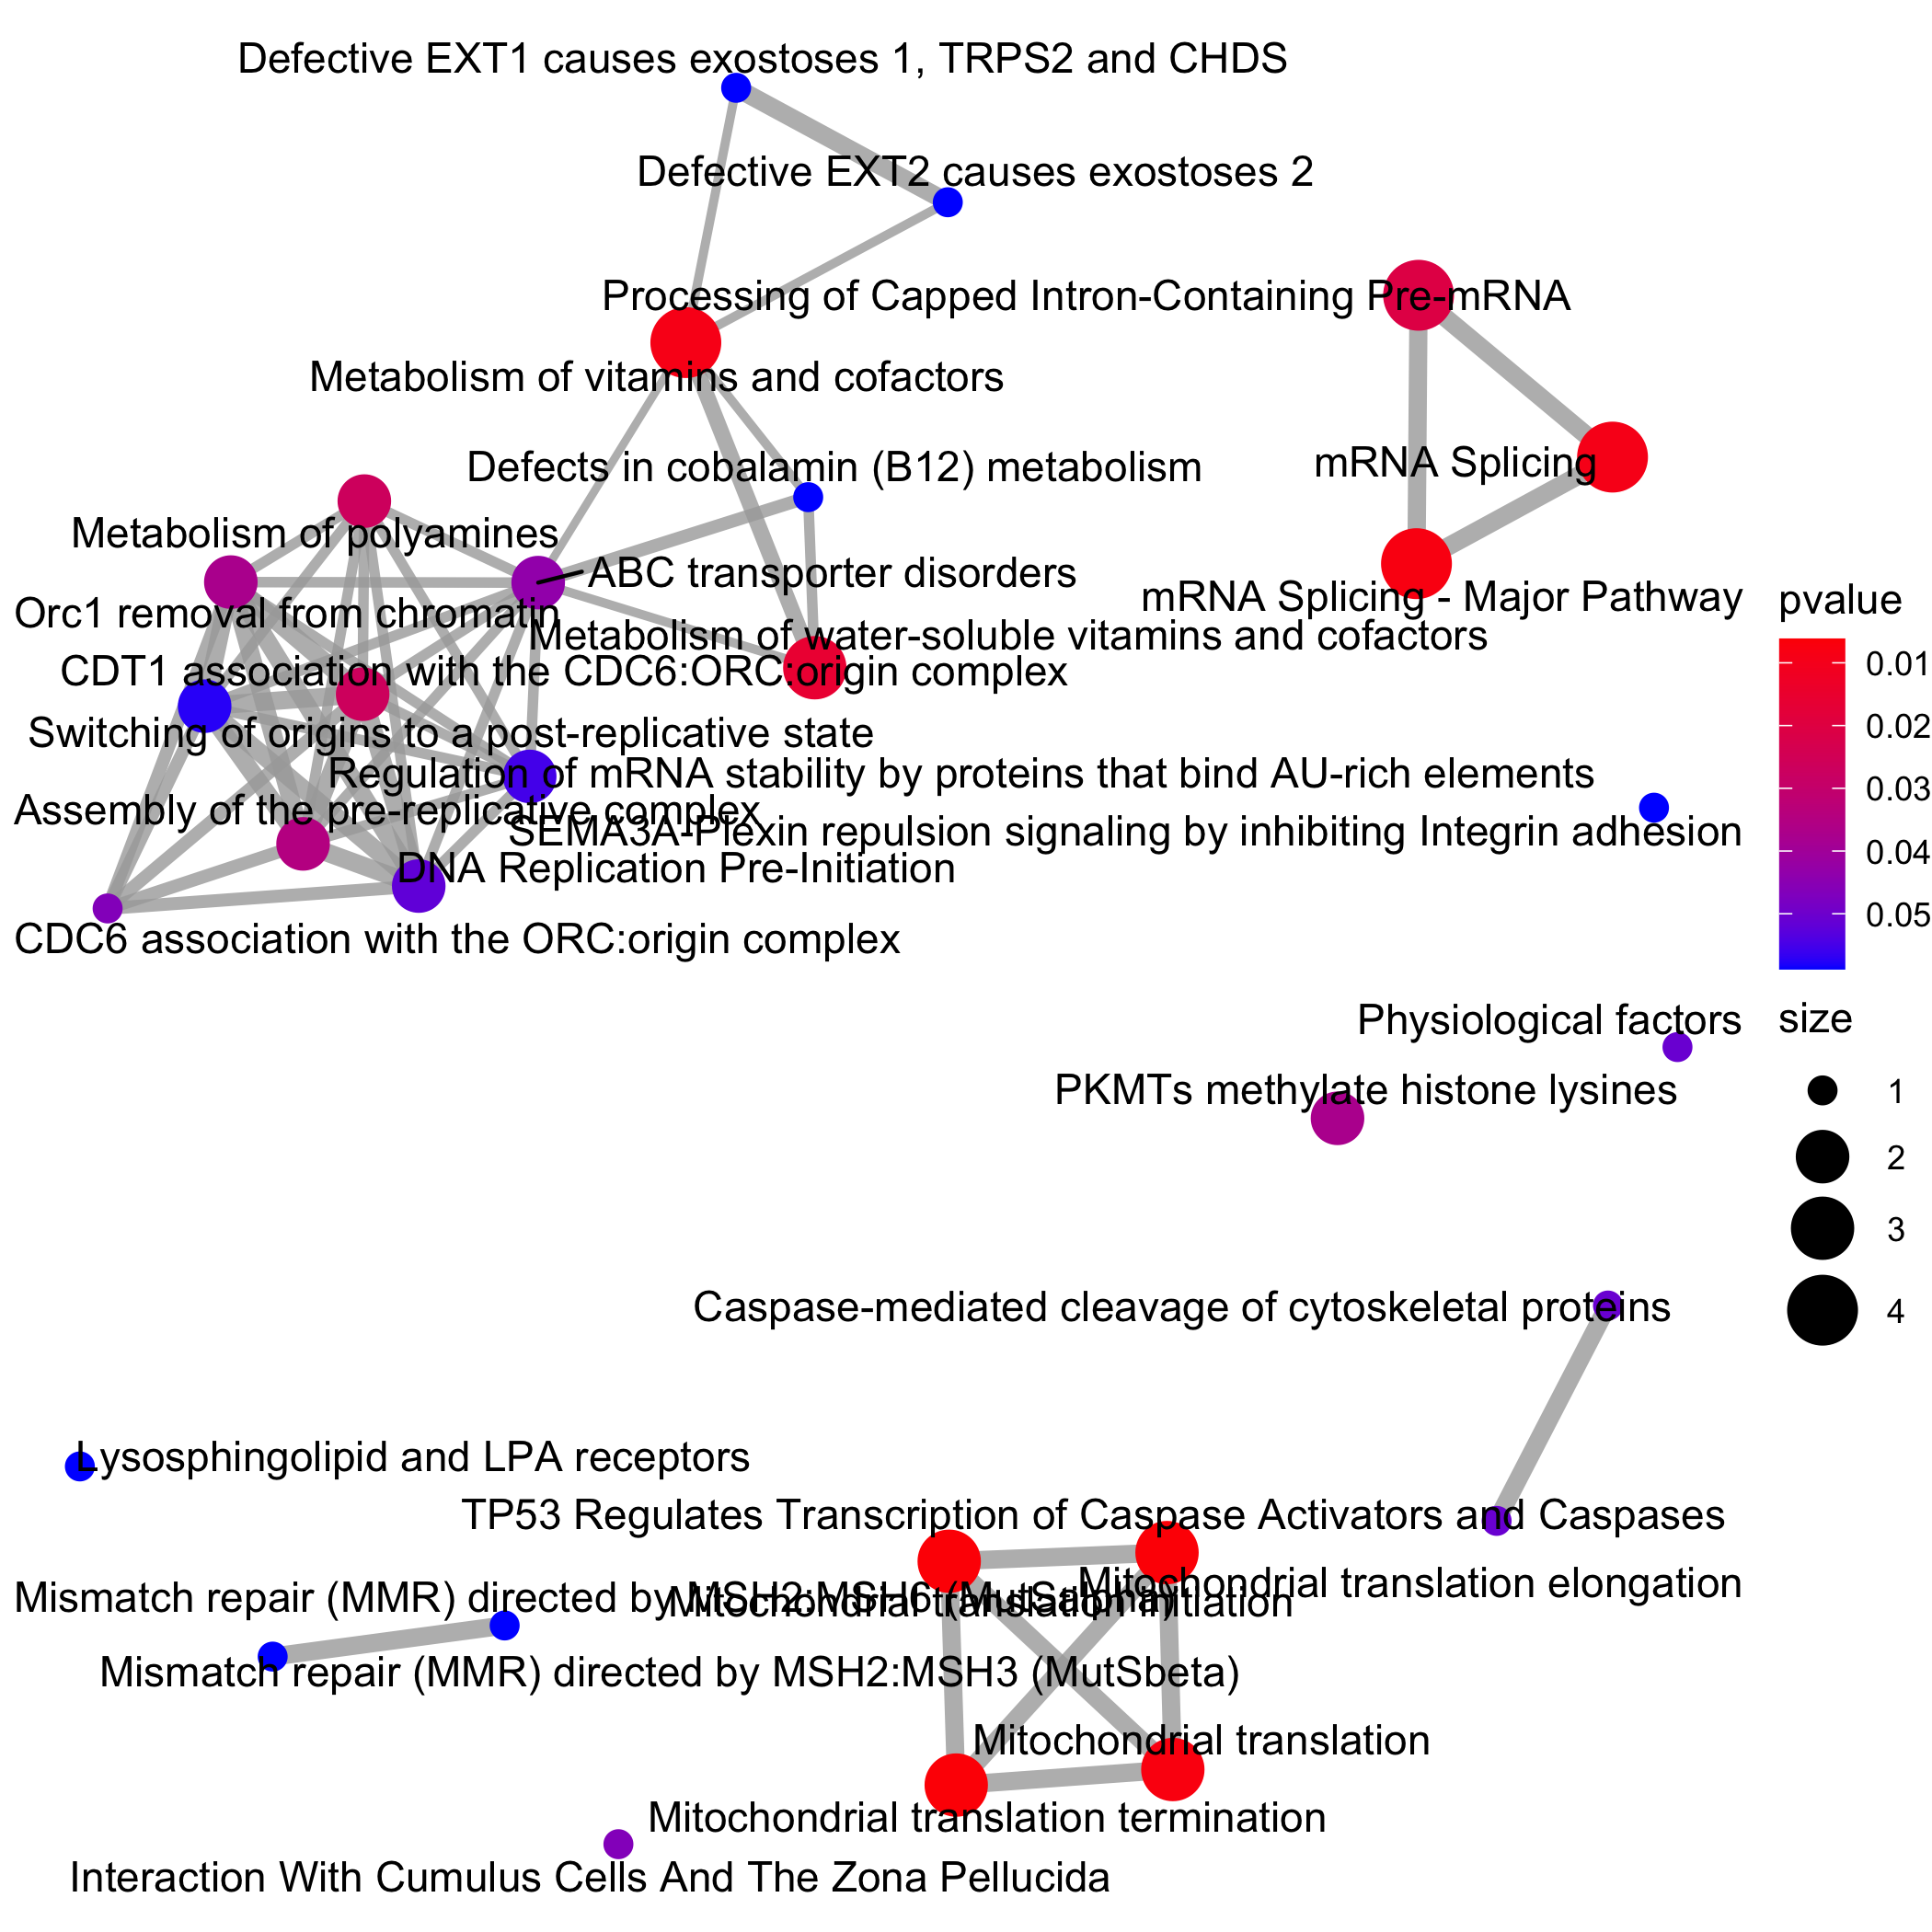 Defective EXT1 causes exostoses 1, TRPS2 and CHDS
Defective EXT2 causes exostoses 2
Processing of Capped Intron-Containing Pre-mRNA
Metabolism of vitamins and cofactors
Defects in cobalamin (B12) metabolism
mRNA Splicing
Metabolism of polyamines
ABC transporter disorders
mRNA Splicing - Major Pathway
Orc1 removal from chromatin
Metabolism of water-soluble vitamins and cofactors
CDT1 association with the CDC6:ORC:origin complex
Switching of origins to a post-replicative state
Regulation of mRNA stability by proteins that bind AU-rich elements
Assembly of the pre-replicative complex
SEMA3A-Plexin repulsion signaling by inhibiting Integrin adhesion
DNA Replication Pre-Initiation
CDC6 association with the ORC:origin complex
Physiological factors
PKMTs methylate histone lysines
Caspase-mediated cleavage of cytoskeletal proteins
Lysosphingolipid and LPA receptors
TP53 Regulates Transcription of Caspase Activators and Caspases
Mitochondrial translation elongation
Mismatch repair (MMR) directed by MSH2:MSH6 (MutSalpha)
Mitochondrial translation initiation
Mismatch repair (MMR) directed by MSH2:MSH3 (MutSbeta)
Mitochondrial translation
Mitochondrial translation termination
Interaction With Cumulus Cells And The Zona Pellucida
pvalue
0.01
0.02
0.03
0.04
0.05
size
1
2
3
4